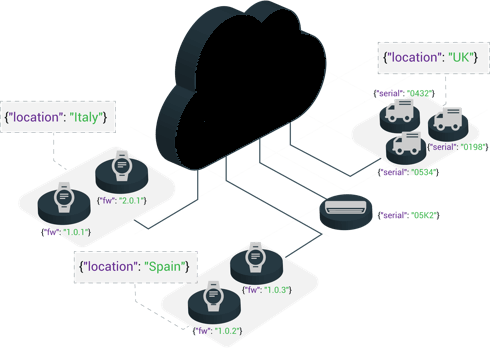 {"location": "UK"}
{"serial": "0432"}
{"location": "Italy"}
{"serial": "0198"}
{"serial": "0534"}
{"fw": "2.0.1"}
{"serial": "05K2"}
{"fw": "1.0.1"}
{"location": "Spain"}
{"fw": "1.0.3"}
{"fw": "1.0.2"}